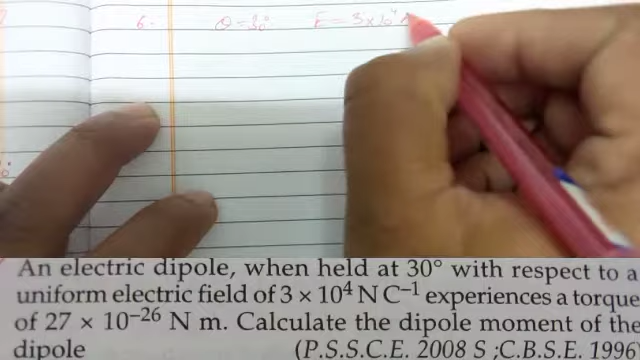 6. θ = 30° E = 3 × 10⁴ N
An electric dipole, when held at 30° with respect to a
uniform electric field of 3 × 10⁴ N C⁻¹ experiences a torque
of 27 × 10⁻²⁶ N m. Calculate the dipole moment of the
dipole (P.S.S.C.E. 2008 S ;C.B.S.E. 1996